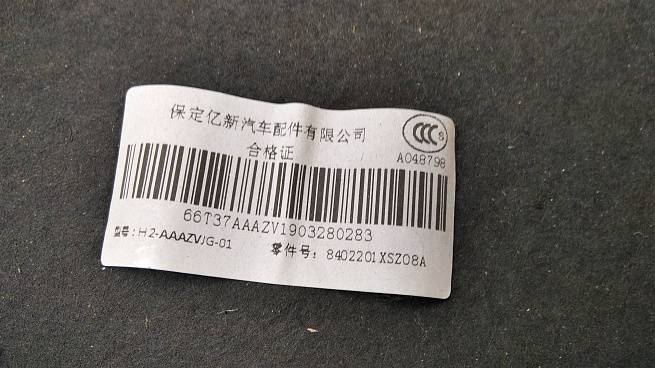 保定亿新汽车配件有限公司
合格证
CCC S
A048798
66T37AAAZV1903280283
型号:H2-AAAZV/G-01
零件号: 8402201XSZ08A